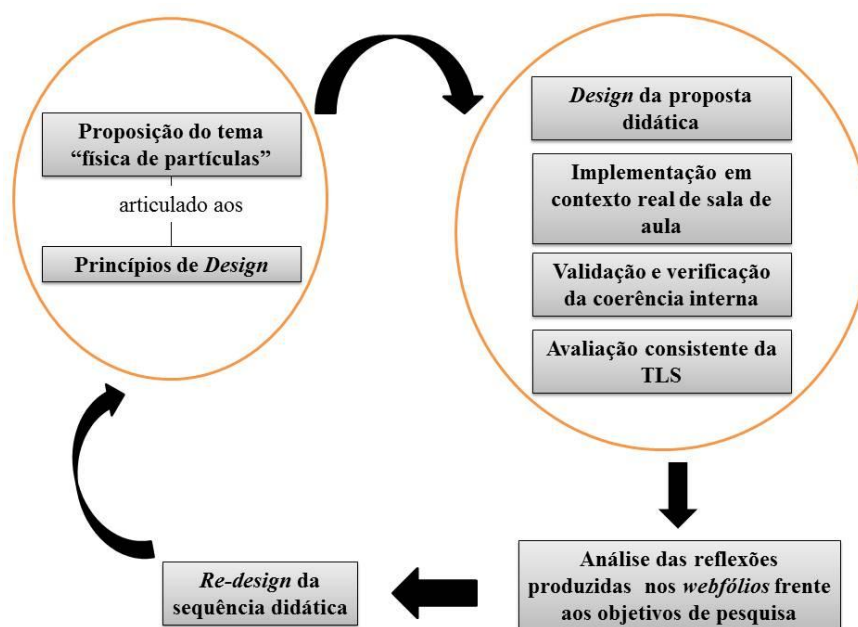 Proposição do tema
“física de partículas”
articulado aos
Princípios de Design
Design da proposta
didática
Implementação em
contexto real de sala de
aula
Validação e verificação
da coerência interna
Avaliação consistente da
TLS
Análise das reflexões
produzidas nos webfólios frente
aos objetivos de pesquisa
Re-design da
sequência didática